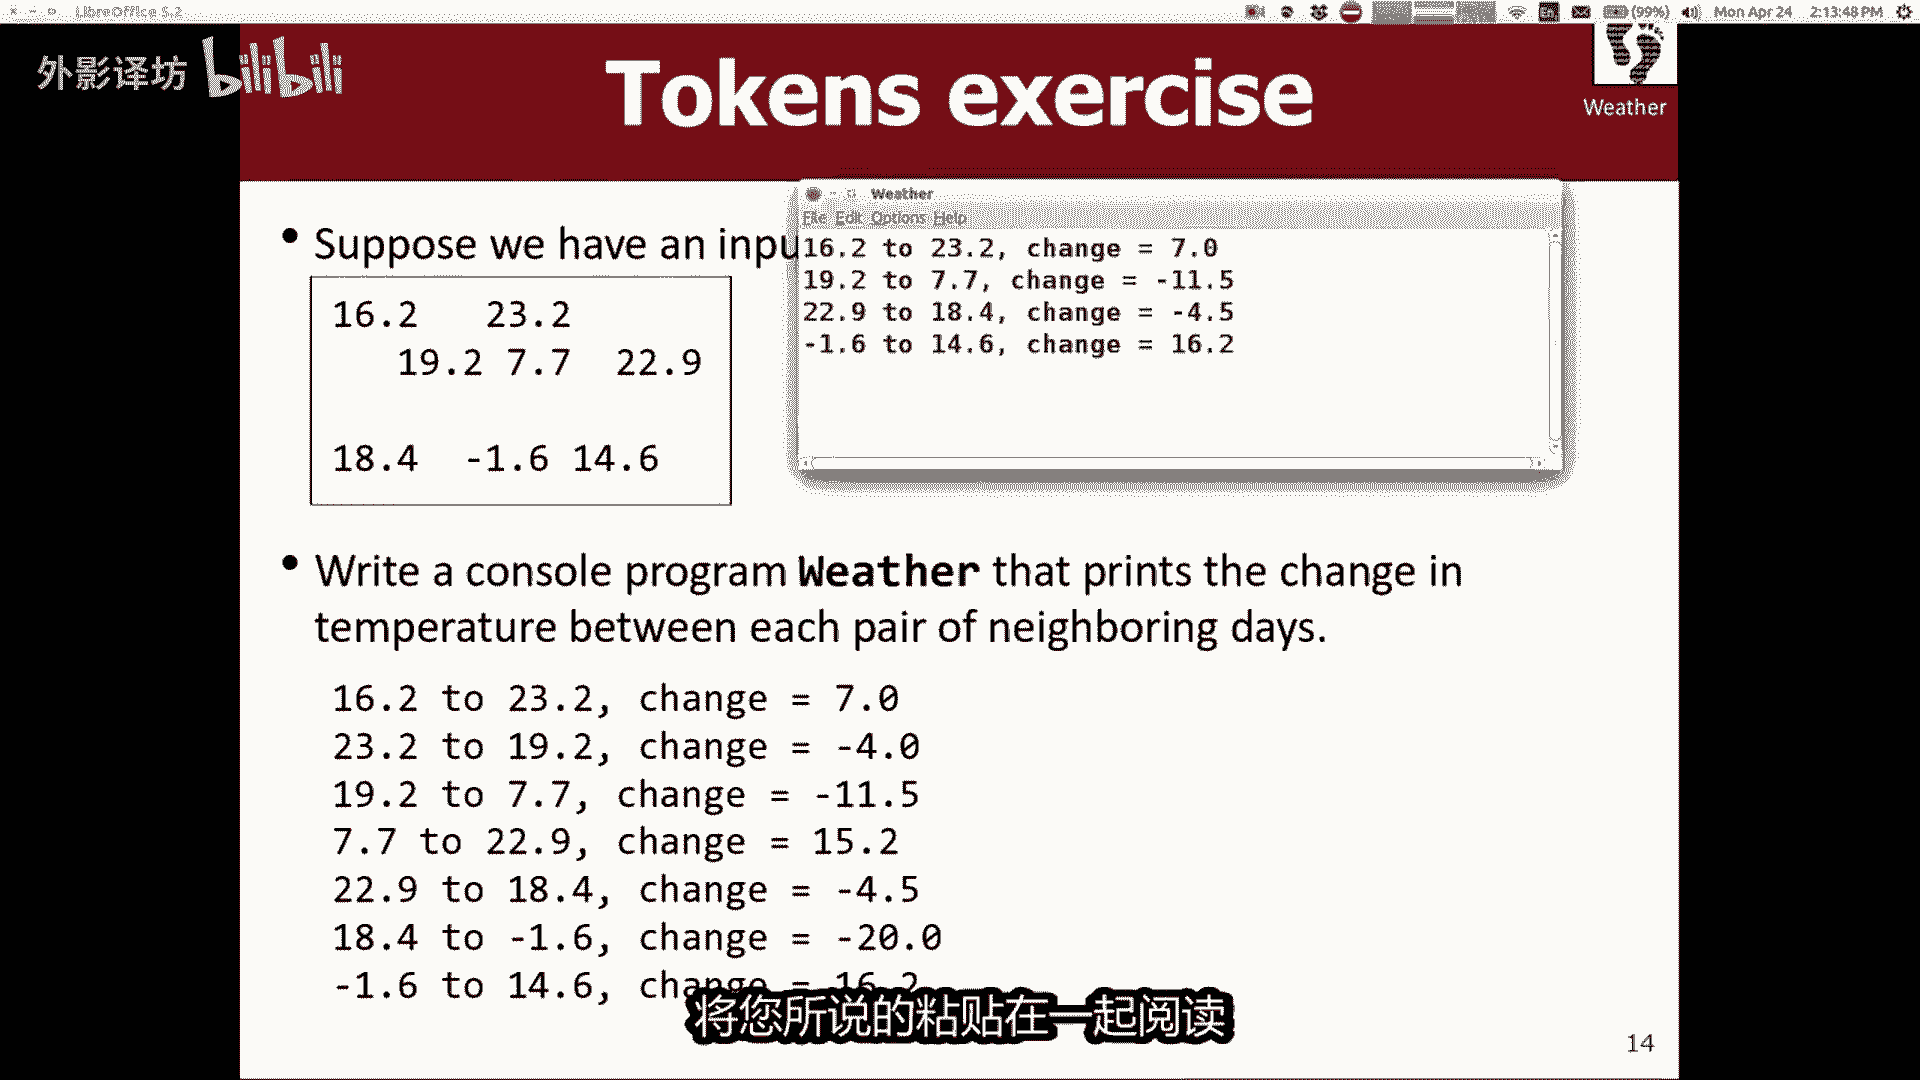 LibreOffice 5.2
(99%) Mon Apr 24 2:13:48 PM
外影译坊 bilibili
Tokens exercise
Weather
• Suppose we have an inpu
16.2 23.2
19.2 7.7 22.9
18.4 -1.6 14.6
Weather
File Edit Options Help
16.2 to 23.2, change = 7.0
19.2 to 7.7, change = -11.5
22.9 to 18.4, change = -4.5
-1.6 to 14.6, change = 16.2
• Write a console program Weather that prints the change in
temperature between each pair of neighboring days.
16.2 to 23.2, change = 7.0
23.2 to 19.2, change = -4.0
19.2 to 7.7, change = -11.5
7.7 to 22.9, change = 15.2
22.9 to 18.4, change = -4.5
18.4 to -1.6, change = -20.0
-1.6 to 14.6, change = 16.2
将您所说的粘贴在一起阅读
14